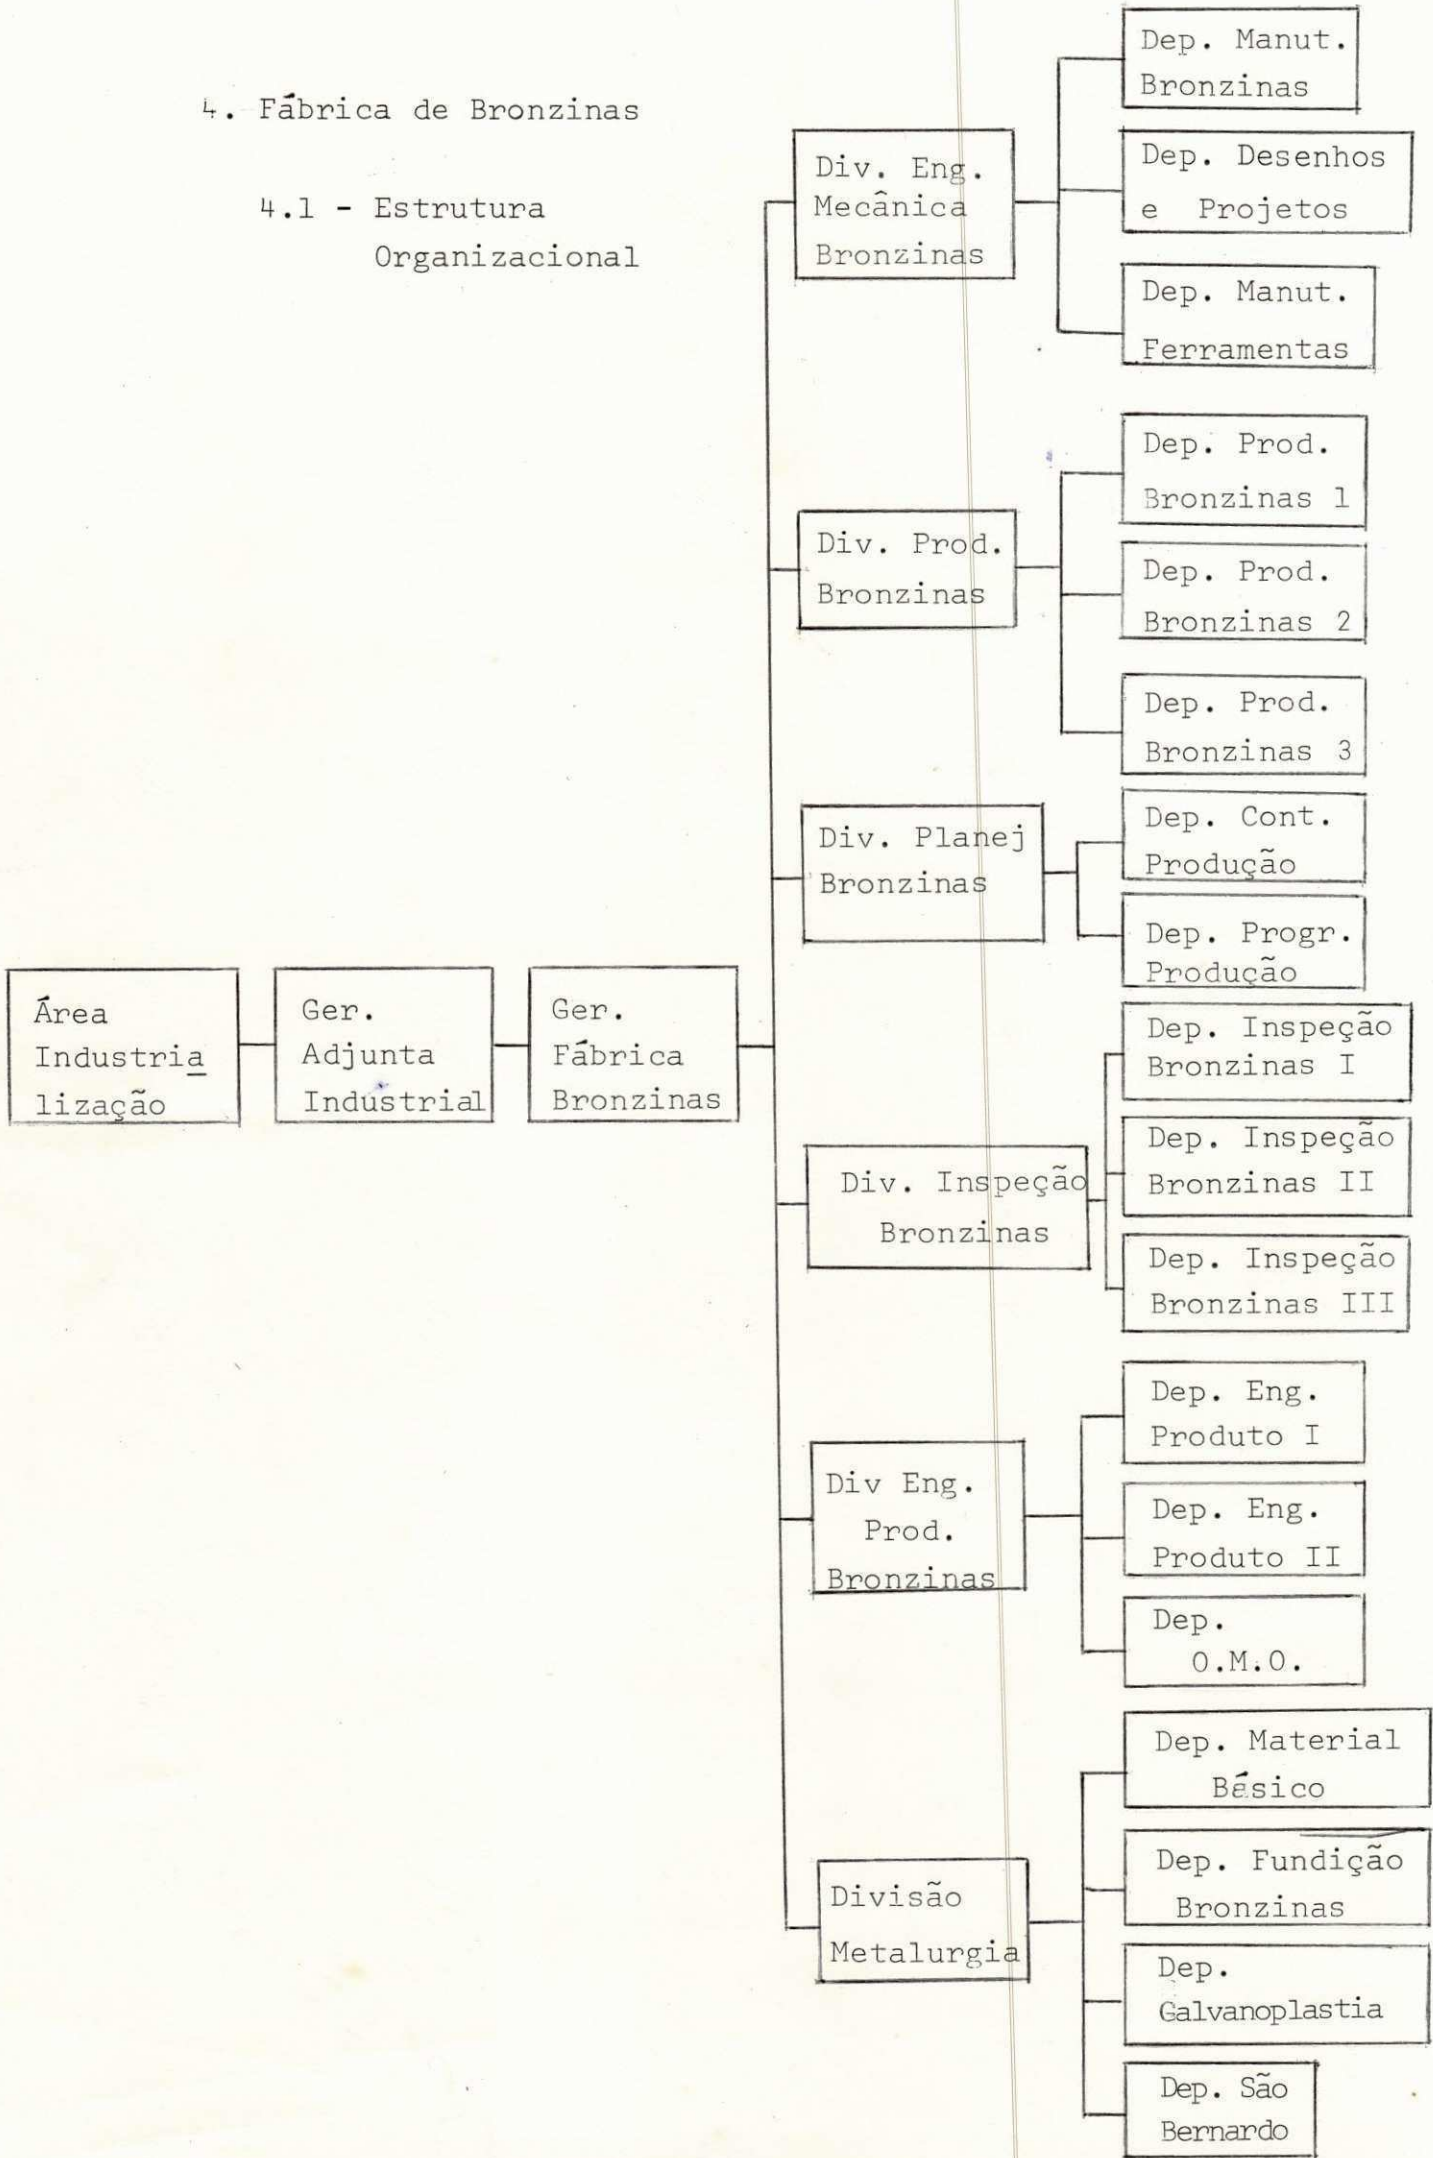 4. Fábrica de Bronzinas
4.1 - Estrutura
Organizacional
Área
Industria
lização
Ger.
Adjunta
Industrial
Ger.
Fábrica
Bronzinas
Div. Eng.
Mecânica
Bronzinas
Dep. Manut.
Bronzinas
Dep. Desenhos
e Projetos
Dep. Manut.
Ferramentas
Div. Prod.
Bronzinas
Dep. Prod.
Bronzinas 1
Dep. Prod.
Bronzinas 2
Dep. Prod.
Bronzinas 3
Div. Planej
Bronzinas
Dep. Cont.
Produção
Dep. Progr.
Produção
Div. Inspeção
Bronzinas
Dep. Inspeção
Bronzinas I
Dep. Inspeção
Bronzinas II
Dep. Inspeção
Bronzinas III
Div Eng.
Prod.
Bronzinas
Dep. Eng.
Produto I
Dep. Eng.
Produto II
Dep.
O.M.O.
Divisão
Metalurgia
Dep. Material
Básico
Dep. Fundição
Bronzinas
Dep.
Galvanoplastia
Dep. São
Bernardo